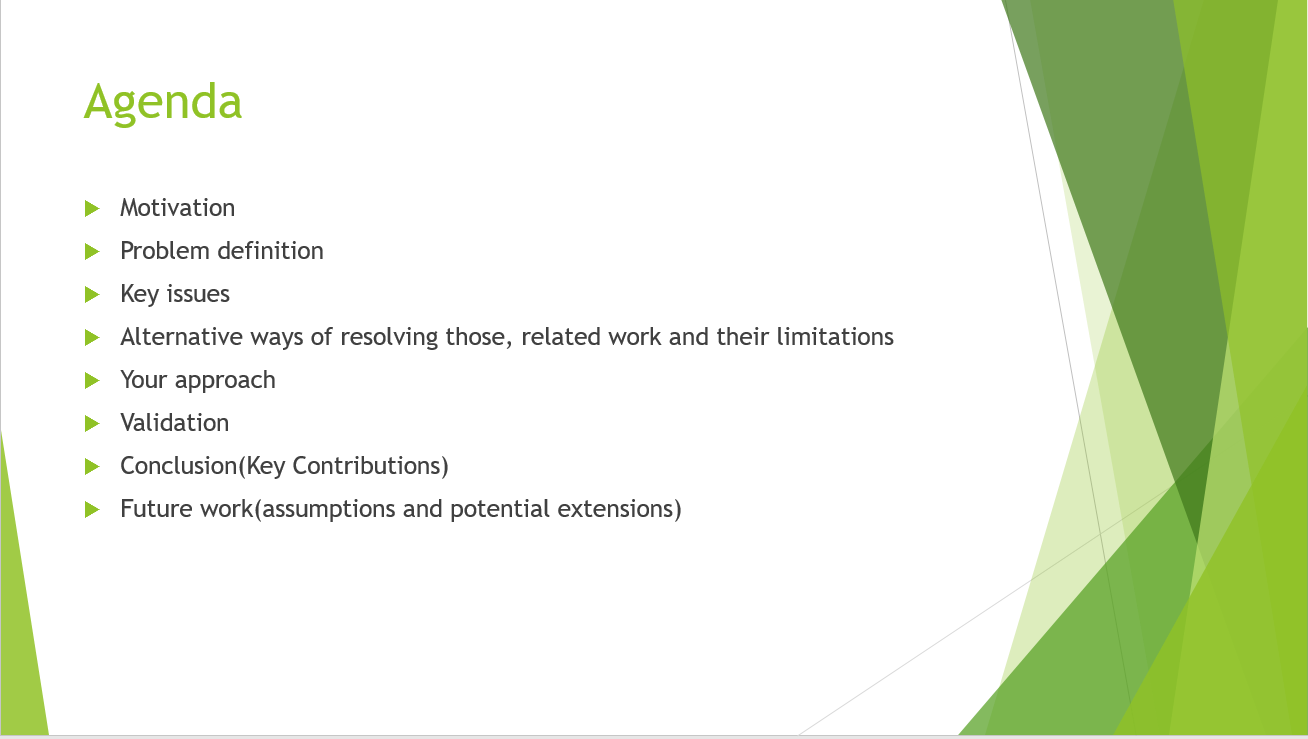 Agenda
Motivation
Problem definition
Key issues
Alternative ways of resolving those, related work and their limitations
Your approach
Validation
Conclusion(Key Contributions)
Future work(assumptions and potential extensions)